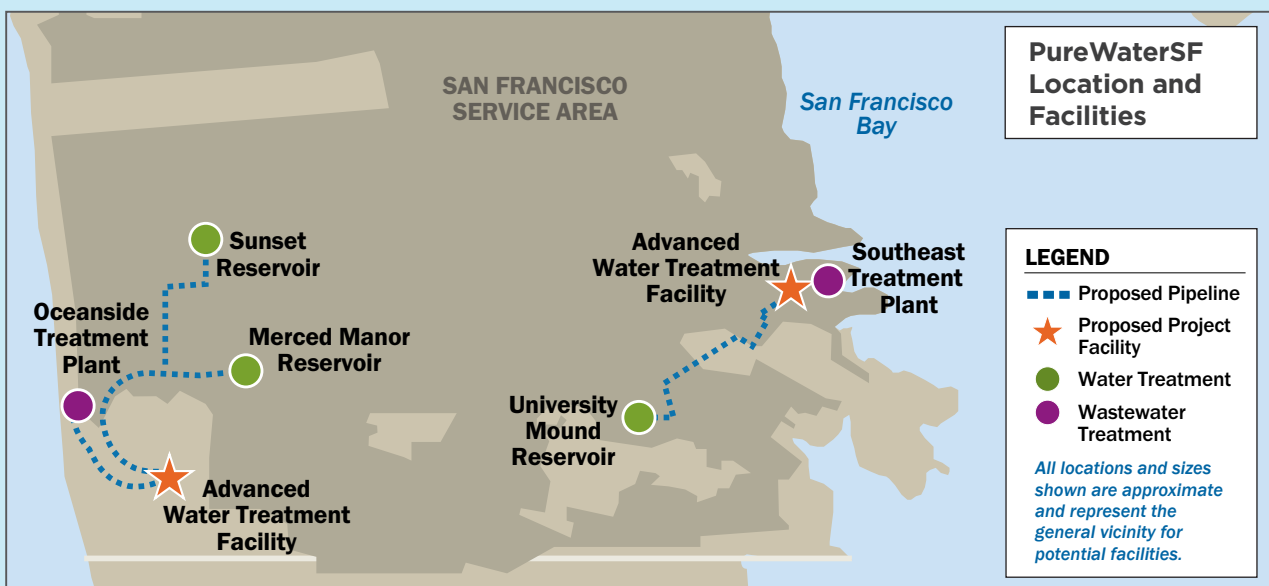 PureWaterSF
Location and
Facilities
SAN FRANCISCO
SERVICE AREA
San Francisco
Bay
Sunset
Reservoir
Oceanside
Treatment
Plant
Merced Manor
Reservoir
Advanced
Water Treatment
Facility
Advanced
Water Treatment
Facility
Southeast
Treatment
Plant
University
Mound
Reservoir
LEGEND
Proposed Pipeline
Proposed Project
Facility
Water Treatment
Wastewater
Treatment
All locations and sizes
shown are approximate
and represent the
general vicinity for
potential facilities.